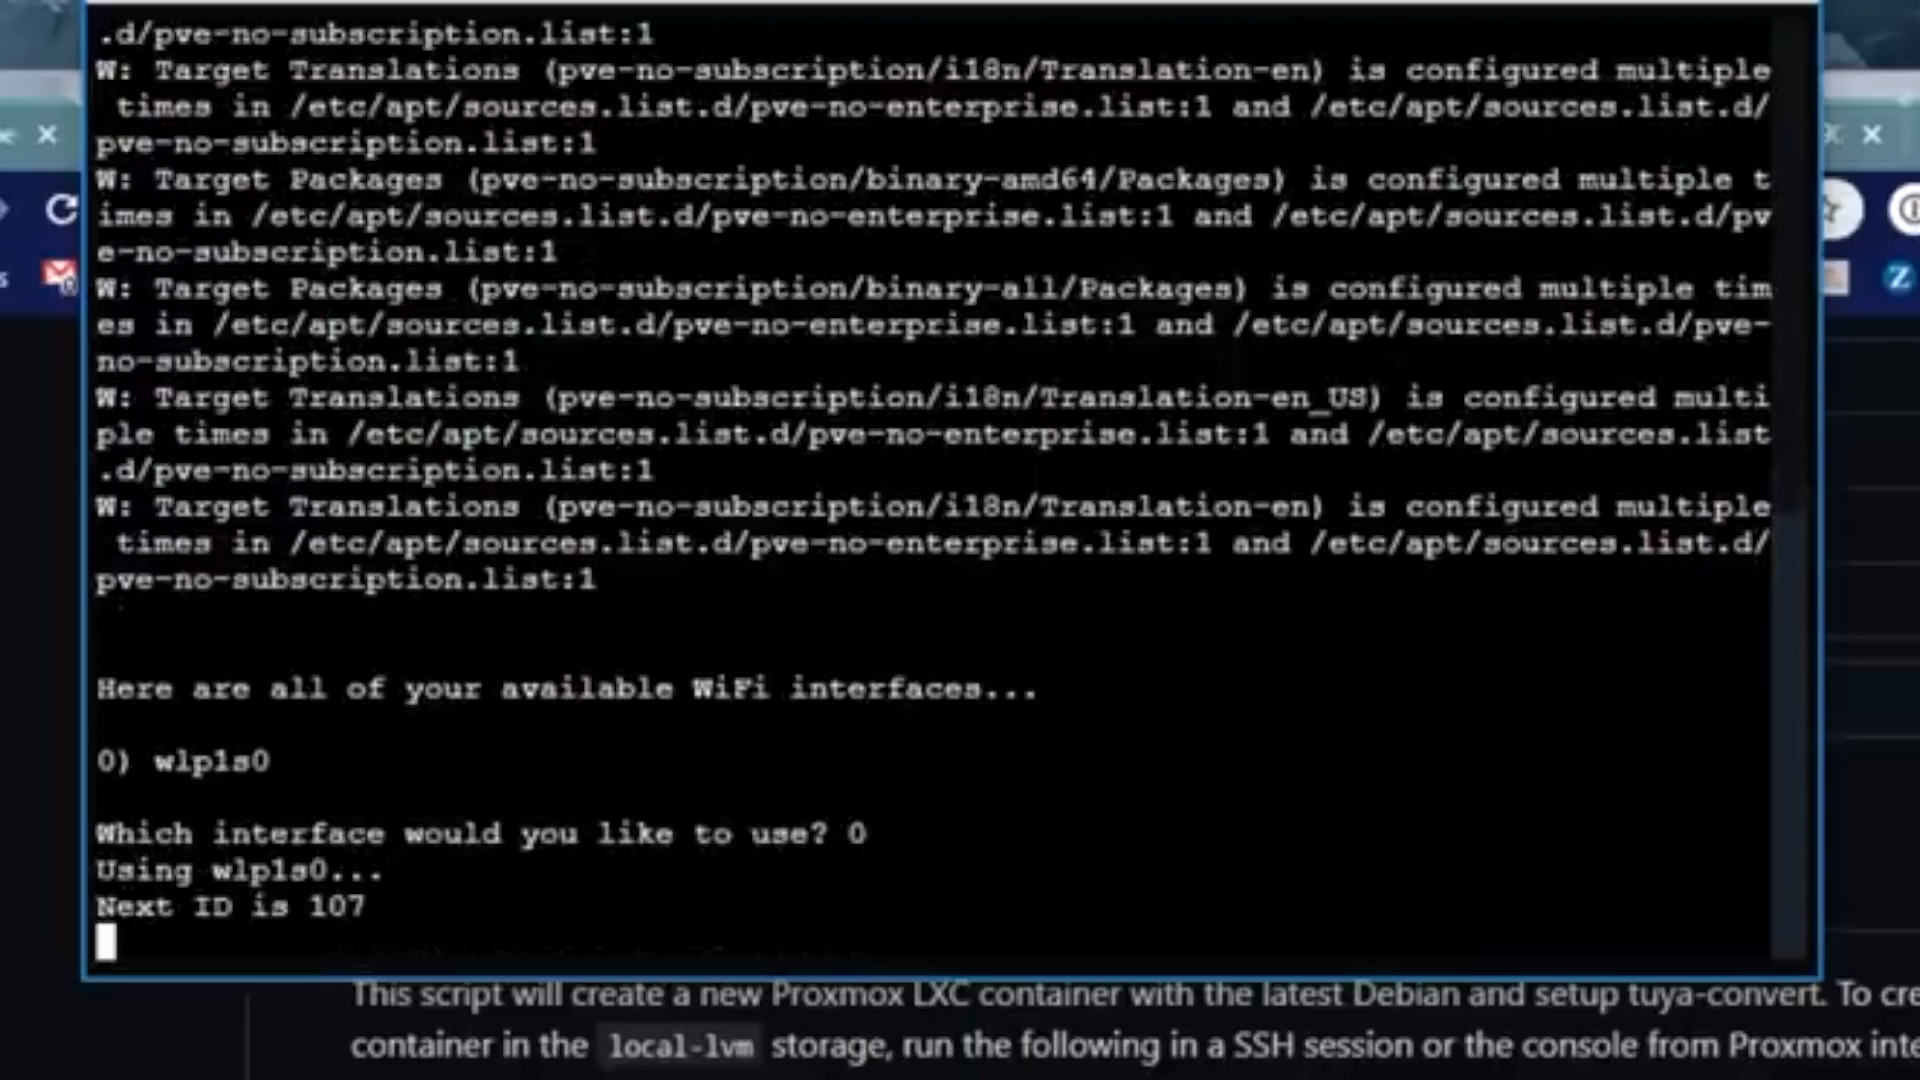 .d/pve-no-subscription.list:1
W: Target Translations (pve-no-subscription/i18n/Translation-en) is configured multiple
times in /etc/apt/sources.list.d/pve-no-enterprise.list:1 and /etc/apt/sources.list.d/
pve-no-subscription.list:1
W: Target Packages (pve-no-subscription/binary-amd64/Packages) is configured multiple t
imes in /etc/apt/sources.list.d/pve-no-enterprise.list:1 and /etc/apt/sources.list.d/pv
e-no-subscription.list:1
W: Target Packages (pve-no-subscription/binary-all/Packages) is configured multiple tim
es in /etc/apt/sources.list.d/pve-no-enterprise.list:1 and /etc/apt/sources.list.d/pve-
no-subscription.list:1
W: Target Translations (pve-no-subscription/i18n/Translation-en_US) is configured multi
ple times in /etc/apt/sources.list.d/pve-no-enterprise.list:1 and /etc/apt/sources.list
.d/pve-no-subscription.list:1
W: Target Translations (pve-no-subscription/i18n/Translation-en) is configured multiple
times in /etc/apt/sources.list.d/pve-no-enterprise.list:1 and /etc/apt/sources.list.d/
pve-no-subscription.list:1
Here are all of your available WiFi interfaces...
0) wlp1s0
Which interface would you like to use? 0
Using wlp1s0...
Next ID is 107
This script will create a new Proxmox LXC container with the latest Debian and setup tuya-convert. To cre
container in the local-lvm storage, run the following in a SSH session or the console from Proxmox inte